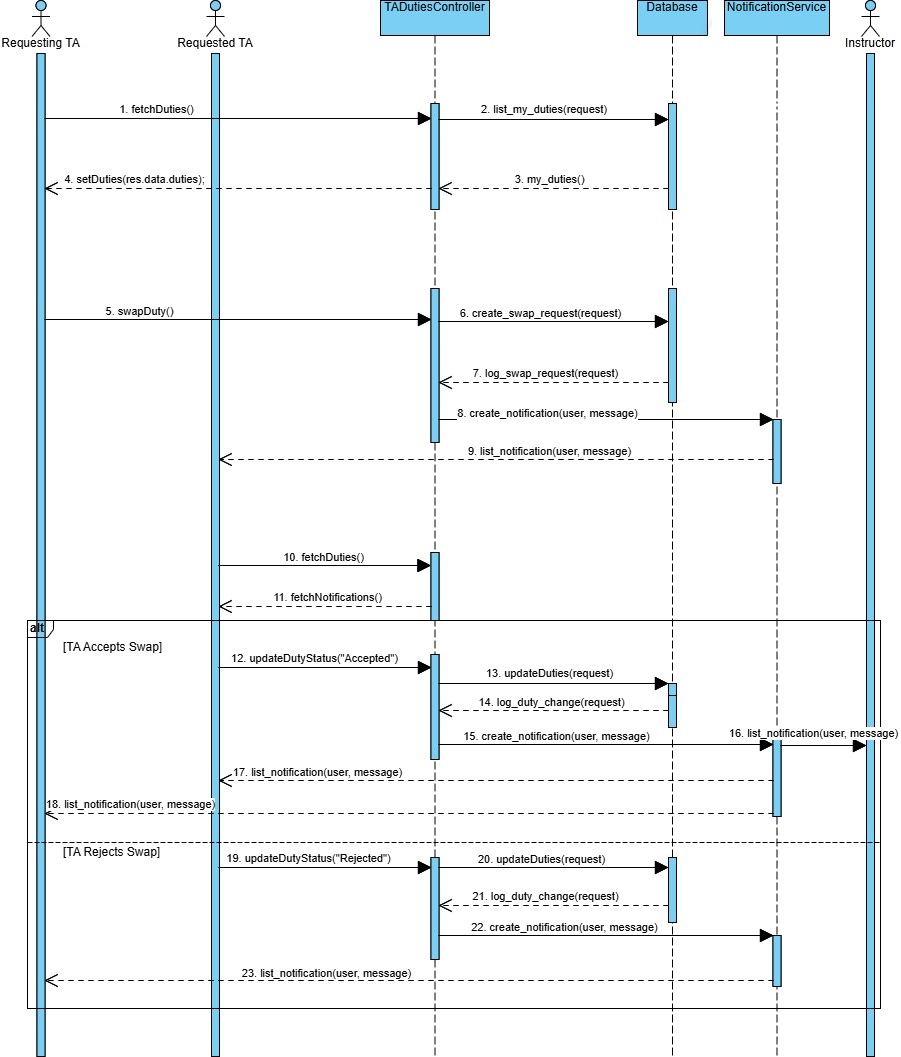 Requesting TA
Requested TA
TADutiesController
Database
NotificationService
Instructor
1. fetchDuties()
2. list_my_duties(request)
4. setDuties(res.data.duties);
3. my_duties()
5. swapDuty()
6. create_swap_request(request)
7. log_swap_request(request)
8. create_notification(user, message)
9. list_notification(user, message)
10. fetchDuties()
11. fetchNotifications()
alt
[TA Accepts Swap]
12. updateDutyStatus("Accepted")
13. updateDuties(request)
14. log_duty_change(request)
15. create_notification(user, message)
16. list_notification(user, message)
17. list_notification(user, message)
18. list_notification(user, message)
[TA Rejects Swap]
19. updateDutyStatus("Rejected")
20. updateDuties(request)
21. log_duty_change(request)
22. create_notification(user, message)
23. list_notification(user, message)